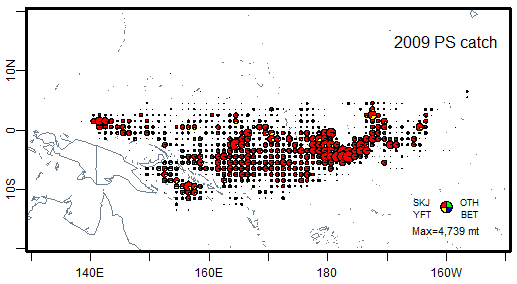 2009 PS catch
10N
0
10S
SKJ OTH
YFT BET
Max=4,739 mt
140E 160E 180 160W